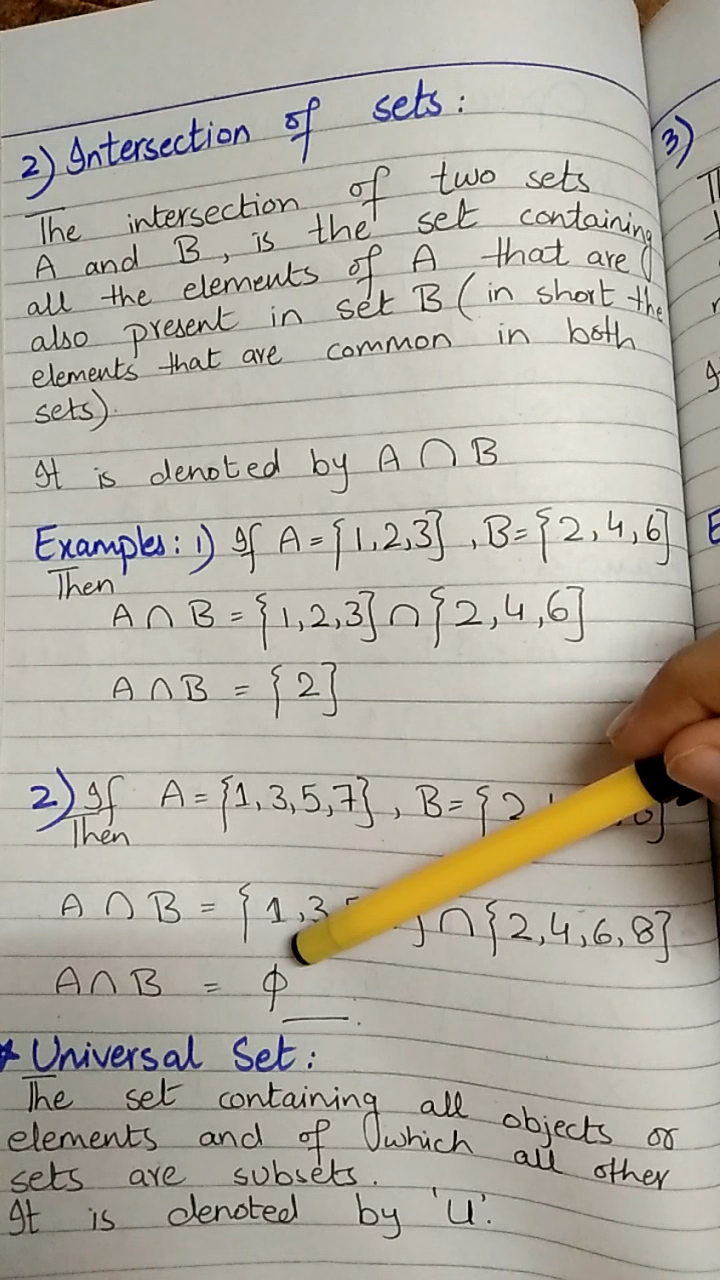 2) Intersection of sets:
The intersection of two sets
A and B, is the set containing
all the elements of A that are
also present in set B (in short the
elements that are common in both
sets).
It is denoted by A ∩ B
Examples: 1) If A = {1,2,3}, B = {2,4,6}
Then
A ∩ B = {1,2,3} ∩ {2,4,6}
A ∩ B = {2}
2) If A = {1,3,5,7}, B = {2
Then
A ∩ B = {1,3 } ∩ {2,4,6,8}
A ∩ B = ϕ
* Universal Set:
The set containing all objects or
elements and of which all other
sets are subsets.
It is denoted by 'U'.
3)